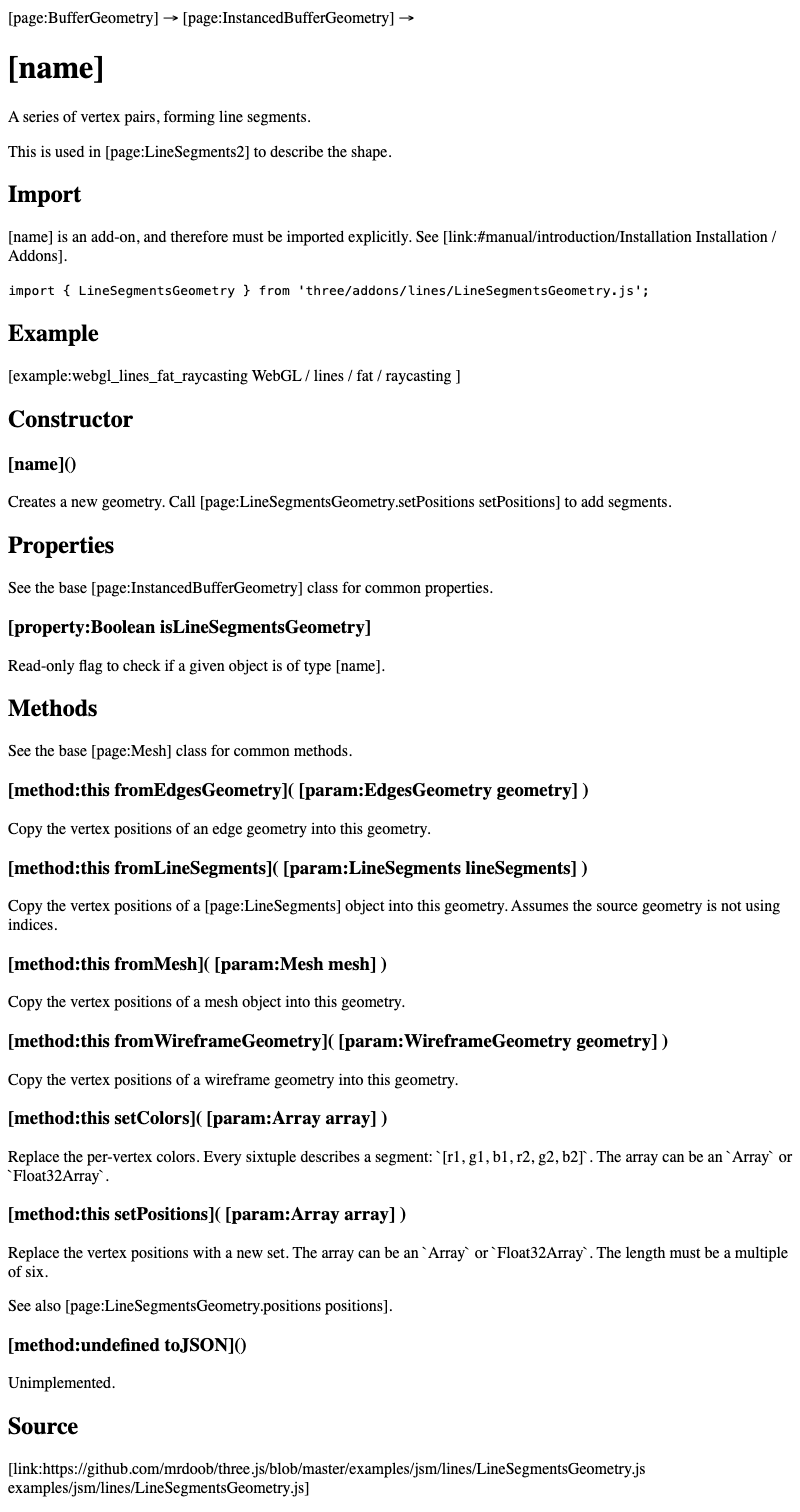 [page:BufferGeometry] → [page:InstancedBufferGeometry] →
[name]
A series of vertex pairs, forming line segments.
This is used in [page:LineSegments2] to describe the shape.
Import
[name] is an add-on, and therefore must be imported explicitly. See [link:#manual/introduction/Installation Installation /
Addons].
import { LineSegmentsGeometry } from 'three/addons/lines/LineSegmentsGeometry.js';
Example
[example:webgl_lines_fat_raycasting WebGL / lines / fat / raycasting ]
Constructor
[name]()
Creates a new geometry. Call [page:LineSegmentsGeometry.setPositions setPositions] to add segments.
Properties
See the base [page:InstancedBufferGeometry] class for common properties.
[property:Boolean isLineSegmentsGeometry]
Read-only flag to check if a given object is of type [name].
Methods
See the base [page:Mesh] class for common methods.
[method:this fromEdgesGeometry]( [param:EdgesGeometry geometry] )
Copy the vertex positions of an edge geometry into this geometry.
[method:this fromLineSegments]( [param:LineSegments lineSegments] )
Copy the vertex positions of a [page:LineSegments] object into this geometry. Assumes the source geometry is not using
indices.
[method:this fromMesh]( [param:Mesh mesh] )
Copy the vertex positions of a mesh object into this geometry.
[method:this fromWireframeGeometry]( [param:WireframeGeometry geometry] )
Copy the vertex positions of a wireframe geometry into this geometry.
[method:this setColors]( [param:Array array] )
Replace the per-vertex colors. Every sixtuple describes a segment: `[r1, g1, b1, r2, g2, b2]`. The array can be an `Array` or
`Float32Array`.
[method:this setPositions]( [param:Array array] )
Replace the vertex positions with a new set. The array can be an `Array` or `Float32Array`. The length must be a multiple
of six.
See also [page:LineSegmentsGeometry.positions positions].
[method:undefined toJSON]()
Unimplemented.
Source
[link:https://github.com/mrdoob/three.js/blob/master/examples/jsm/lines/LineSegmentsGeometry.js
examples/jsm/lines/LineSegmentsGeometry.js]